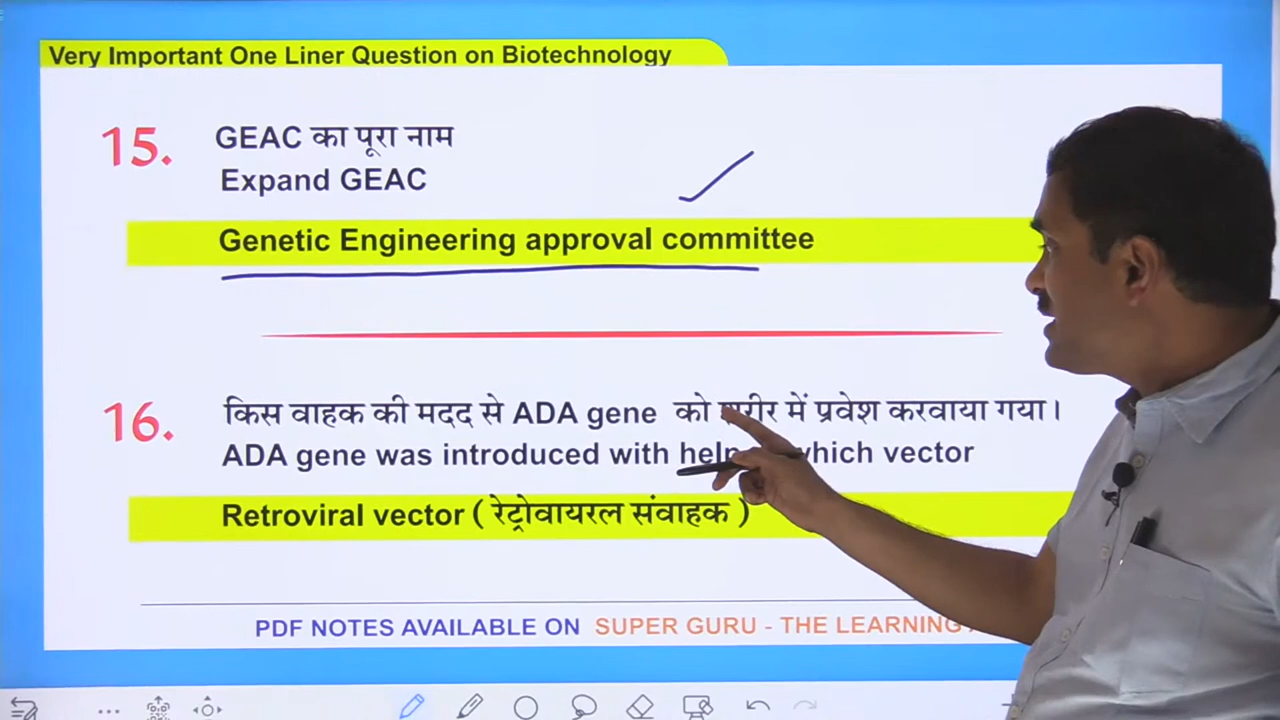 Very Important One Liner Question on Biotechnology
15. GEAC का पूरा नाम
Expand GEAC
Genetic Engineering approval committee
16. किस वाहक की मदद से ADA gene को शरीर में प्रवेश करवाया गया।
ADA gene was introduced with help which vector
Retroviral vector ( रेट्रोवायरल संवाहक )
PDF NOTES AVAILABLE ON SUPER GURU - THE LEARNING